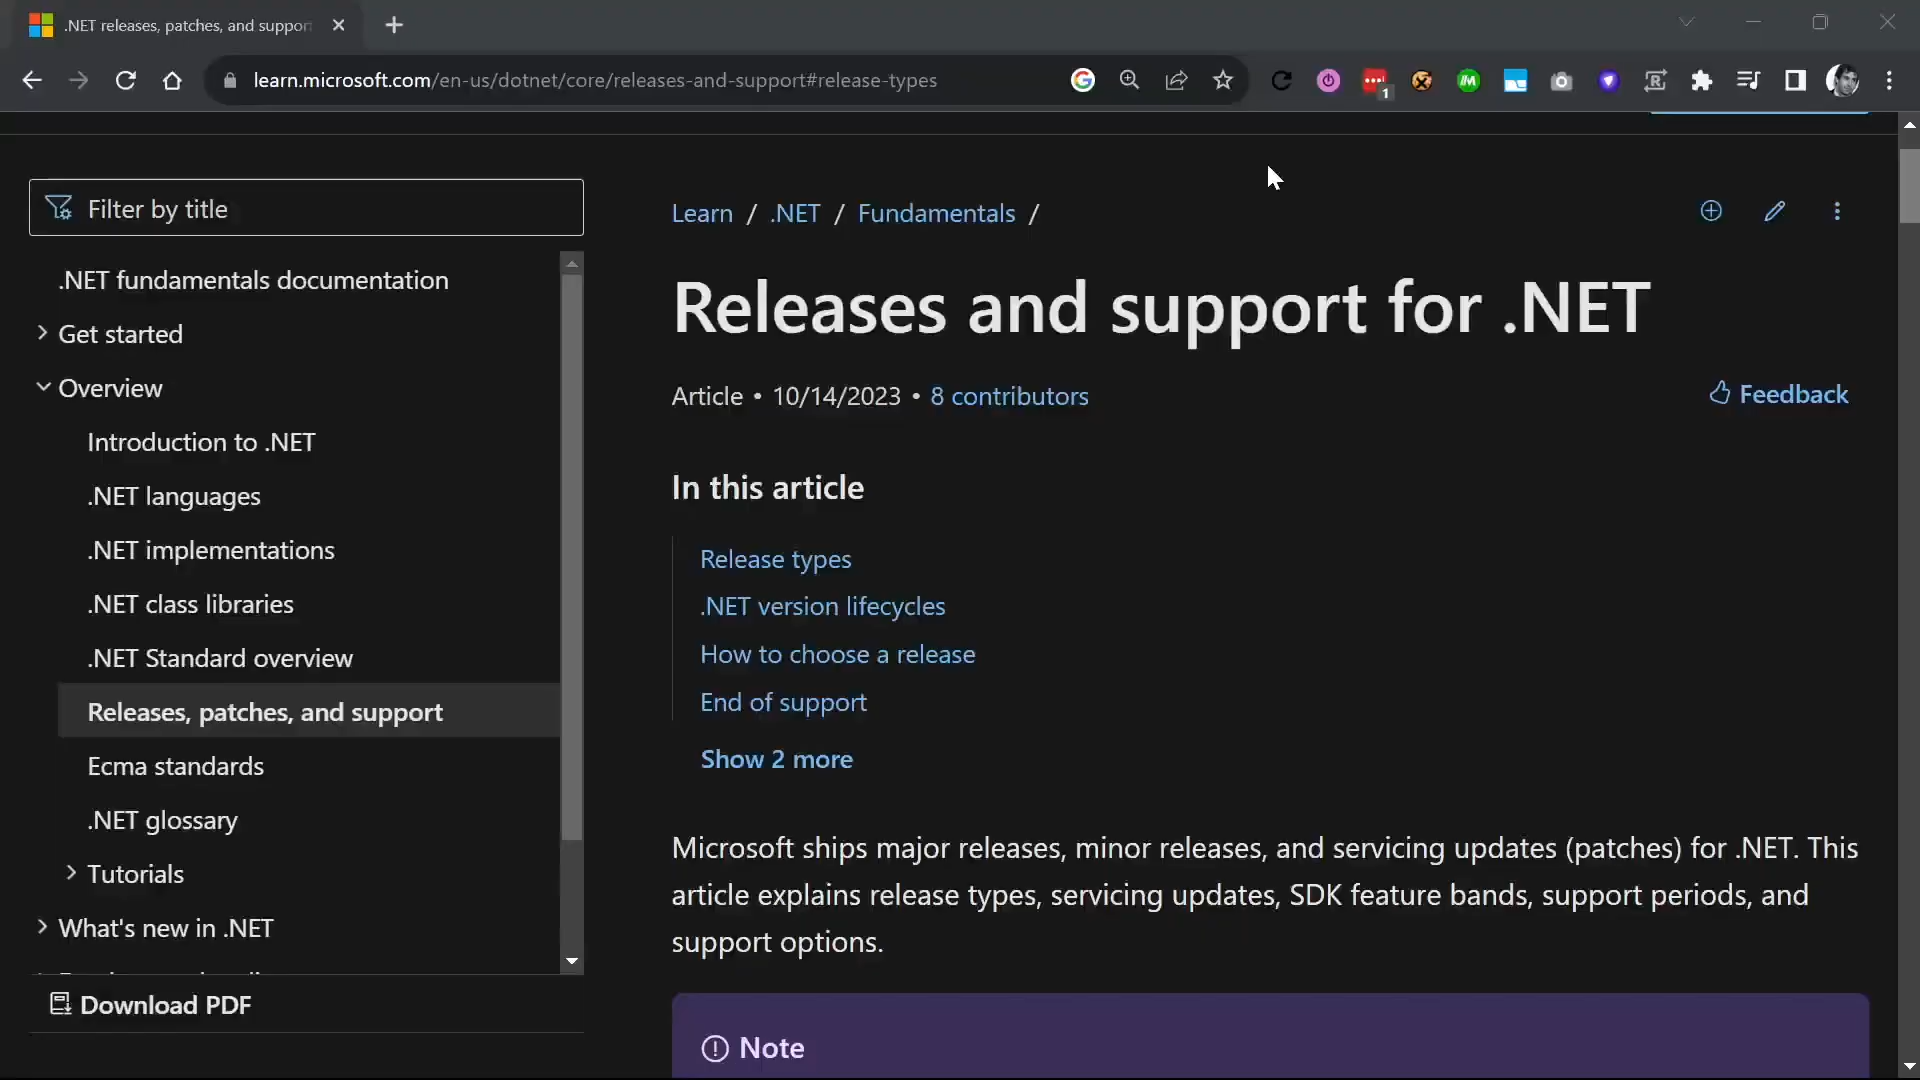 .NET releases, patches, and suppor
learn.microsoft.com/en-us/dotnet/core/releases-and-support#release-types
1
Filter by title
.NET fundamentals documentation
Get started
Overview
Introduction to .NET
.NET languages
.NET implementations
.NET class libraries
.NET Standard overview
Releases, patches, and support
Ecma standards
.NET glossary
Tutorials
What's new in .NET
Download PDF
Learn / .NET / Fundamentals /
Releases and support for .NET
Article • 10/14/2023 • 8 contributors
Feedback
In this article
Release types
.NET version lifecycles
How to choose a release
End of support
Show 2 more
Microsoft ships major releases, minor releases, and servicing updates (patches) for .NET. This
article explains release types, servicing updates, SDK feature bands, support periods, and
support options.
Note